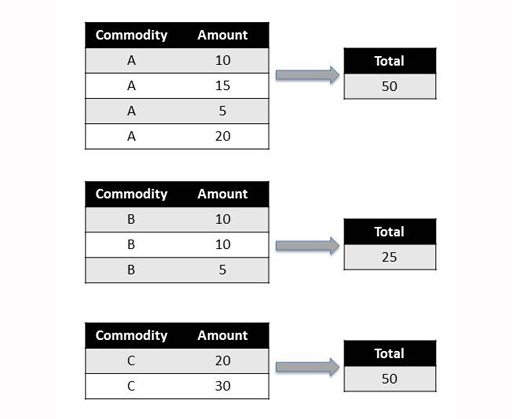 Commodity Amount
A 10
Total
A 15
50
A 5
A 20
Commodity Amount
B 10
Total
B 10
25
B 5
Commodity Amount
Total
C 20
50
C 30